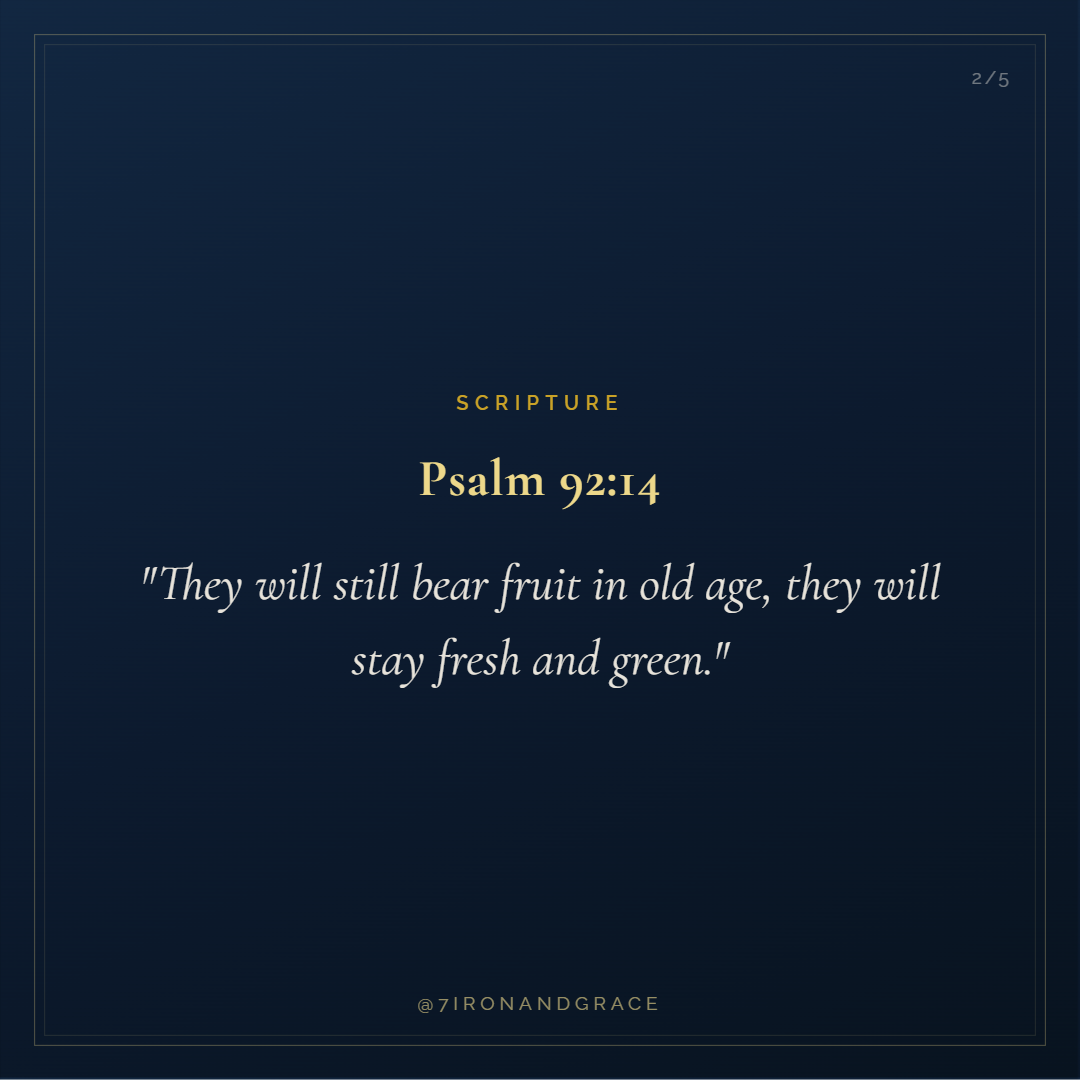 2/5
SCRIPTURE
Psalm 92:14
"They will still bear fruit in old age, they will
stay fresh and green."
@7IRONANDGRACE